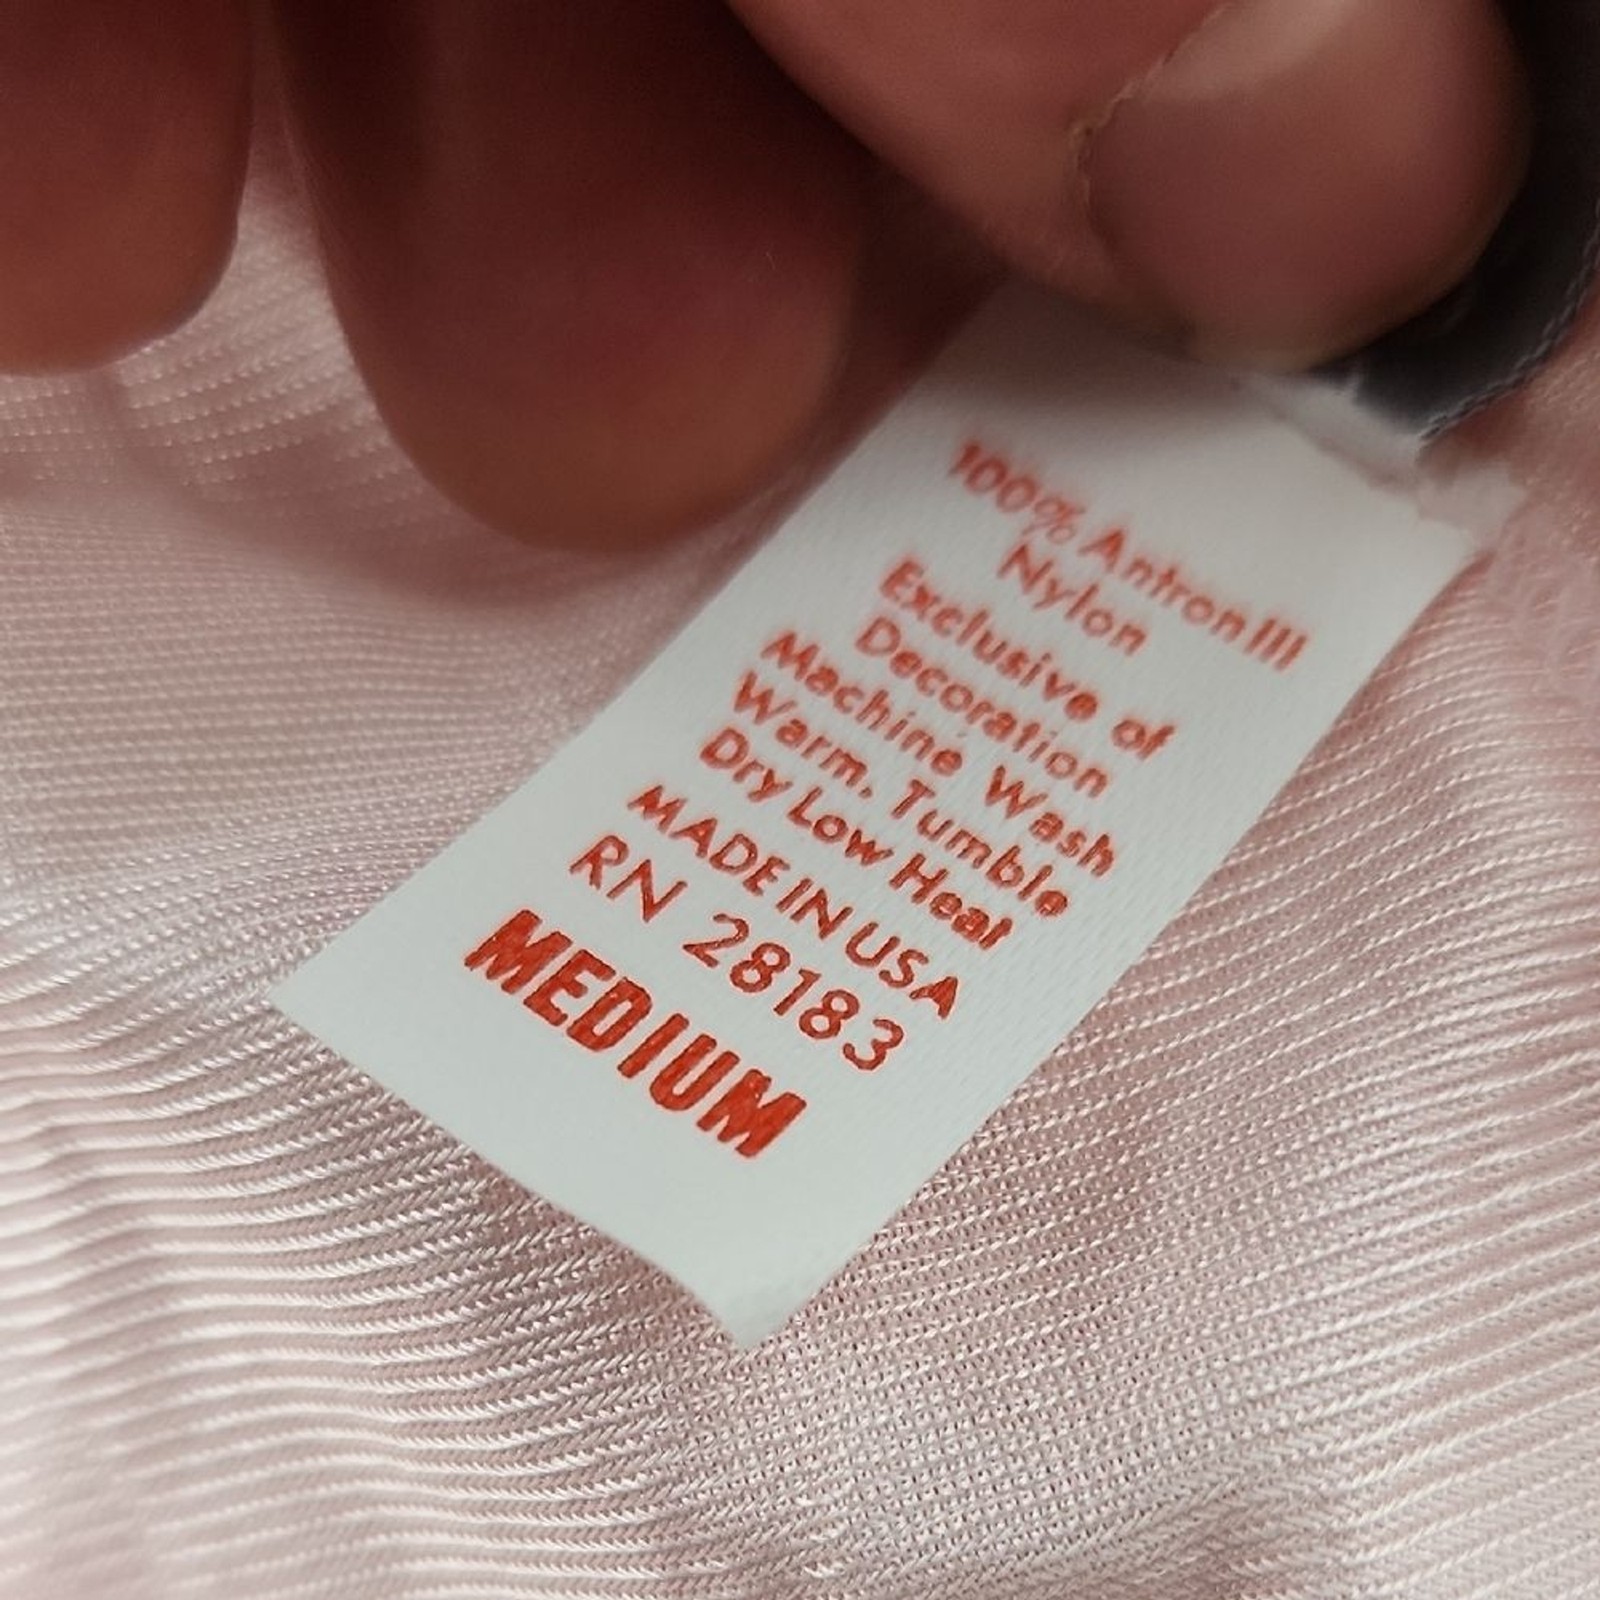 100% Antron III
Nylon
Exclusive of
Decoration
Machine Wash
Warm, Tumble
Dry Low Heat
MADE IN USA
RN 28183
MEDIUM